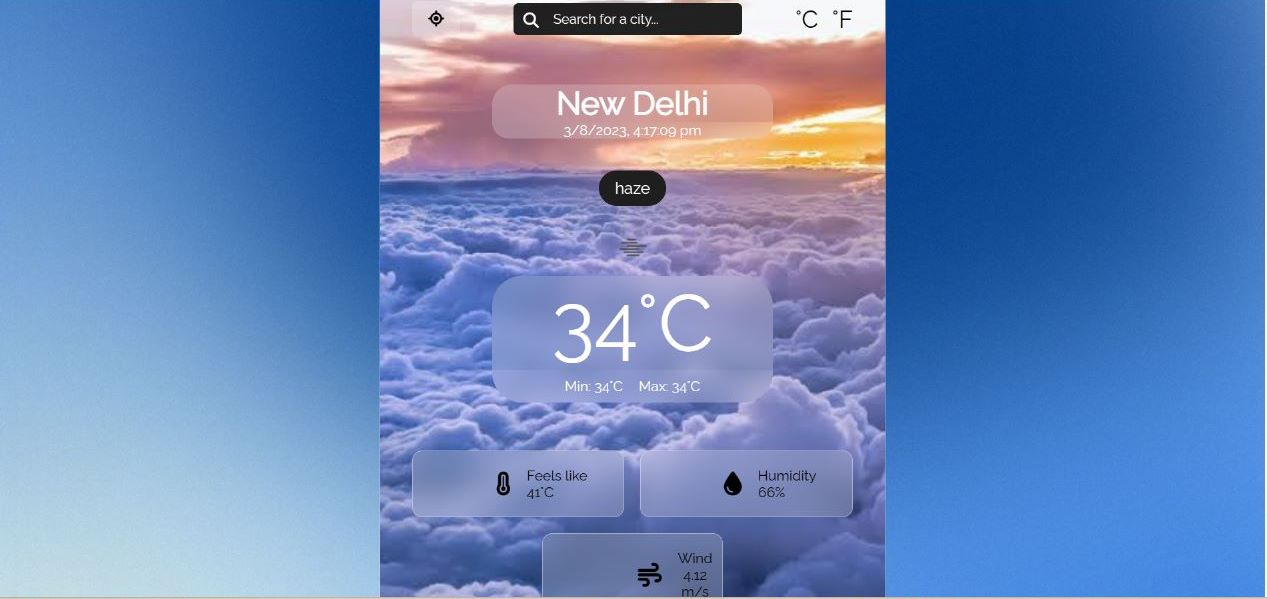 Search for a city...
°C °F
New Delhi
3/8/2023, 4:17:09 pm
haze
34°C
Min: 34°C Max: 34°C
Feels like
41°C
Humidity
66%
Wind
4.12
m/s